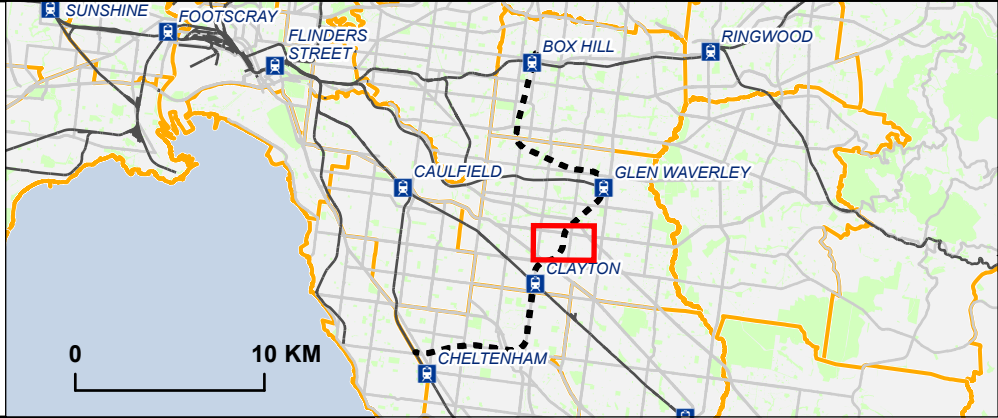 SUNSHINE
FOOTSCRAY
FLINDERS
STREET
BOX HILL
RINGWOOD
CAULFIELD
GLEN WAVERLEY
CLAYTON
CHELTENHAM
0 10 KM